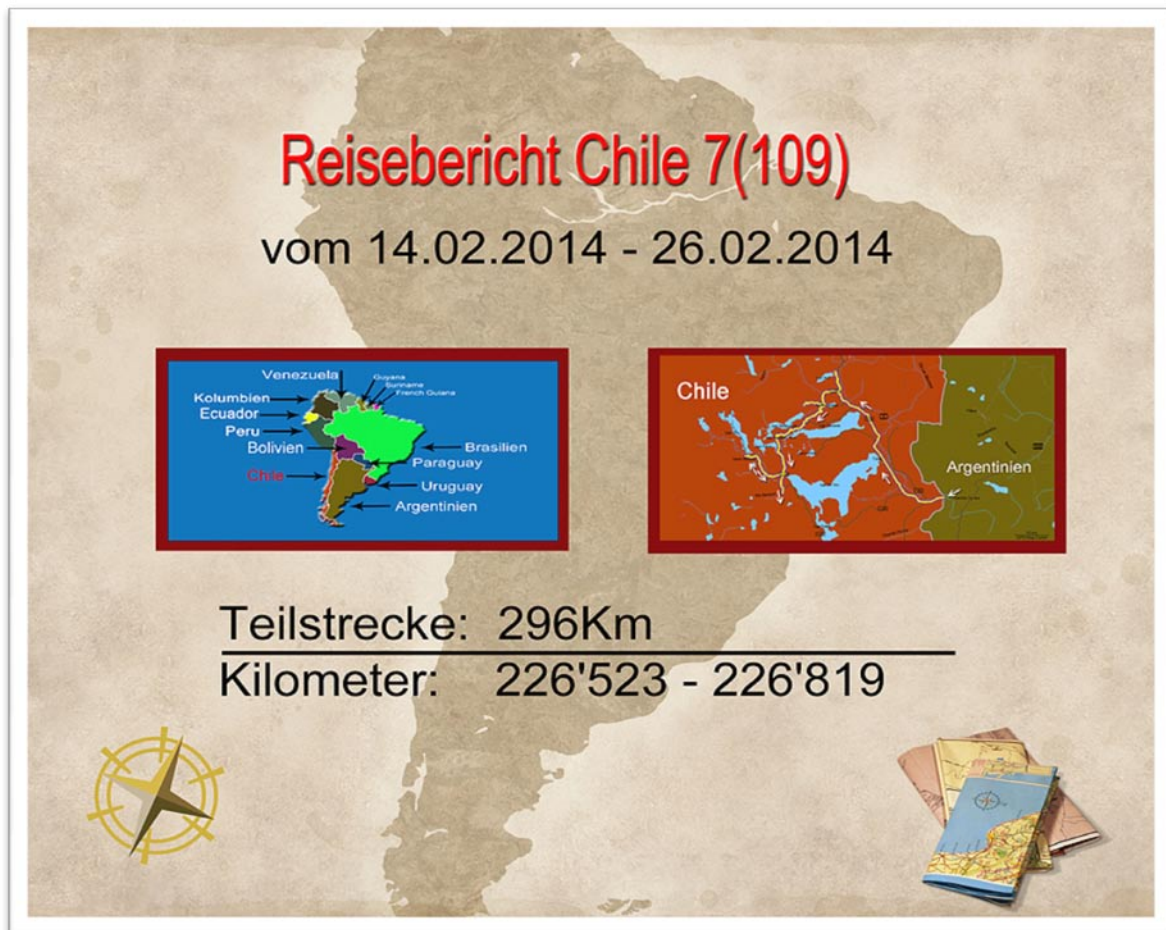 Reisebericht Chile 7(109)
vom 14.02.2014 - 26.02.2014
Venezuela
Guyana
Suriname
French Guiana
Kolumbien
Ecuador
Peru
Bolivien
Brasilien
Paraguay
Chile
Uruguay
Argentinien
Chile
Argentinien
Teilstrecke: 296Km
Kilometer: 226'523 - 226'819